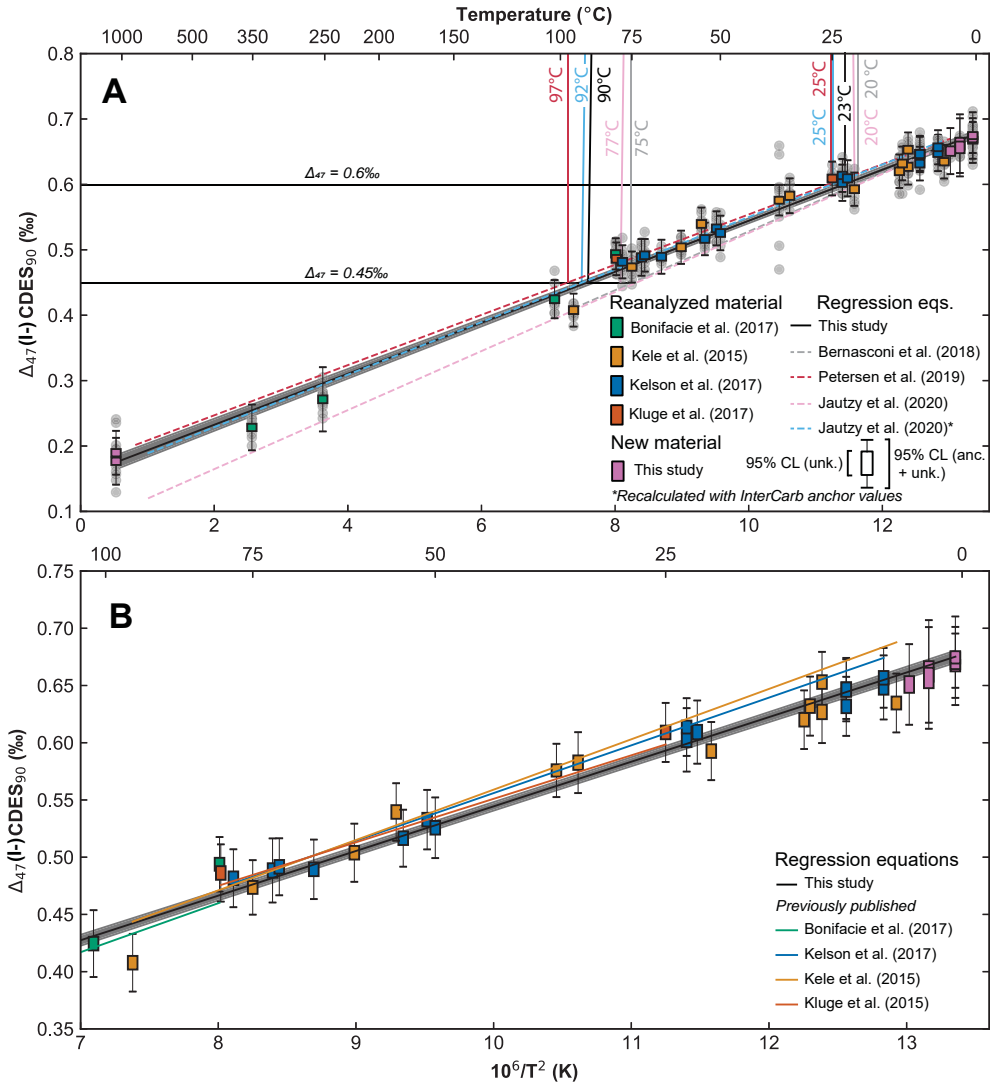 Temperature (°C)
1000 500 350 250 200 150 100 75 50 25 0
A
97°C 92°C 90°C 77°C 75°C 25°C 25°C 23°C 20°C 20°C
0.8
0.7
0.6
0.5
0.4
0.3
0.2
0.1
Δ47(I-) CDES90 (‰)
Δ47 = 0.6‰
Δ47 = 0.45‰
Reanalyzed material
Bonifacie et al. (2017)
Kele et al. (2015)
Kelson et al. (2017)
Kluge et al. (2017)
New material
This study
Regression eqs.
This study
Bernasconi et al. (2018)
Petersen et al. (2019)
Jautzy et al. (2020)
Jautzy et al. (2020)*
95% CL (unk.)
95% CL (anc.
+ unk.)
*Recalculated with InterCarb anchor values
0 2 4 6 8 10 12
100 75 50 25 0
B
0.75
0.70
0.65
0.60
0.55
0.50
0.45
0.40
0.35
Δ47(I-)CDES90 (‰)
Regression equations
This study
Previously published
Bonifacie et al. (2017)
Kelson et al. (2017)
Kele et al. (2015)
Kluge et al. (2015)
7 8 9 10 11 12 13
10^6/T^2 (K)